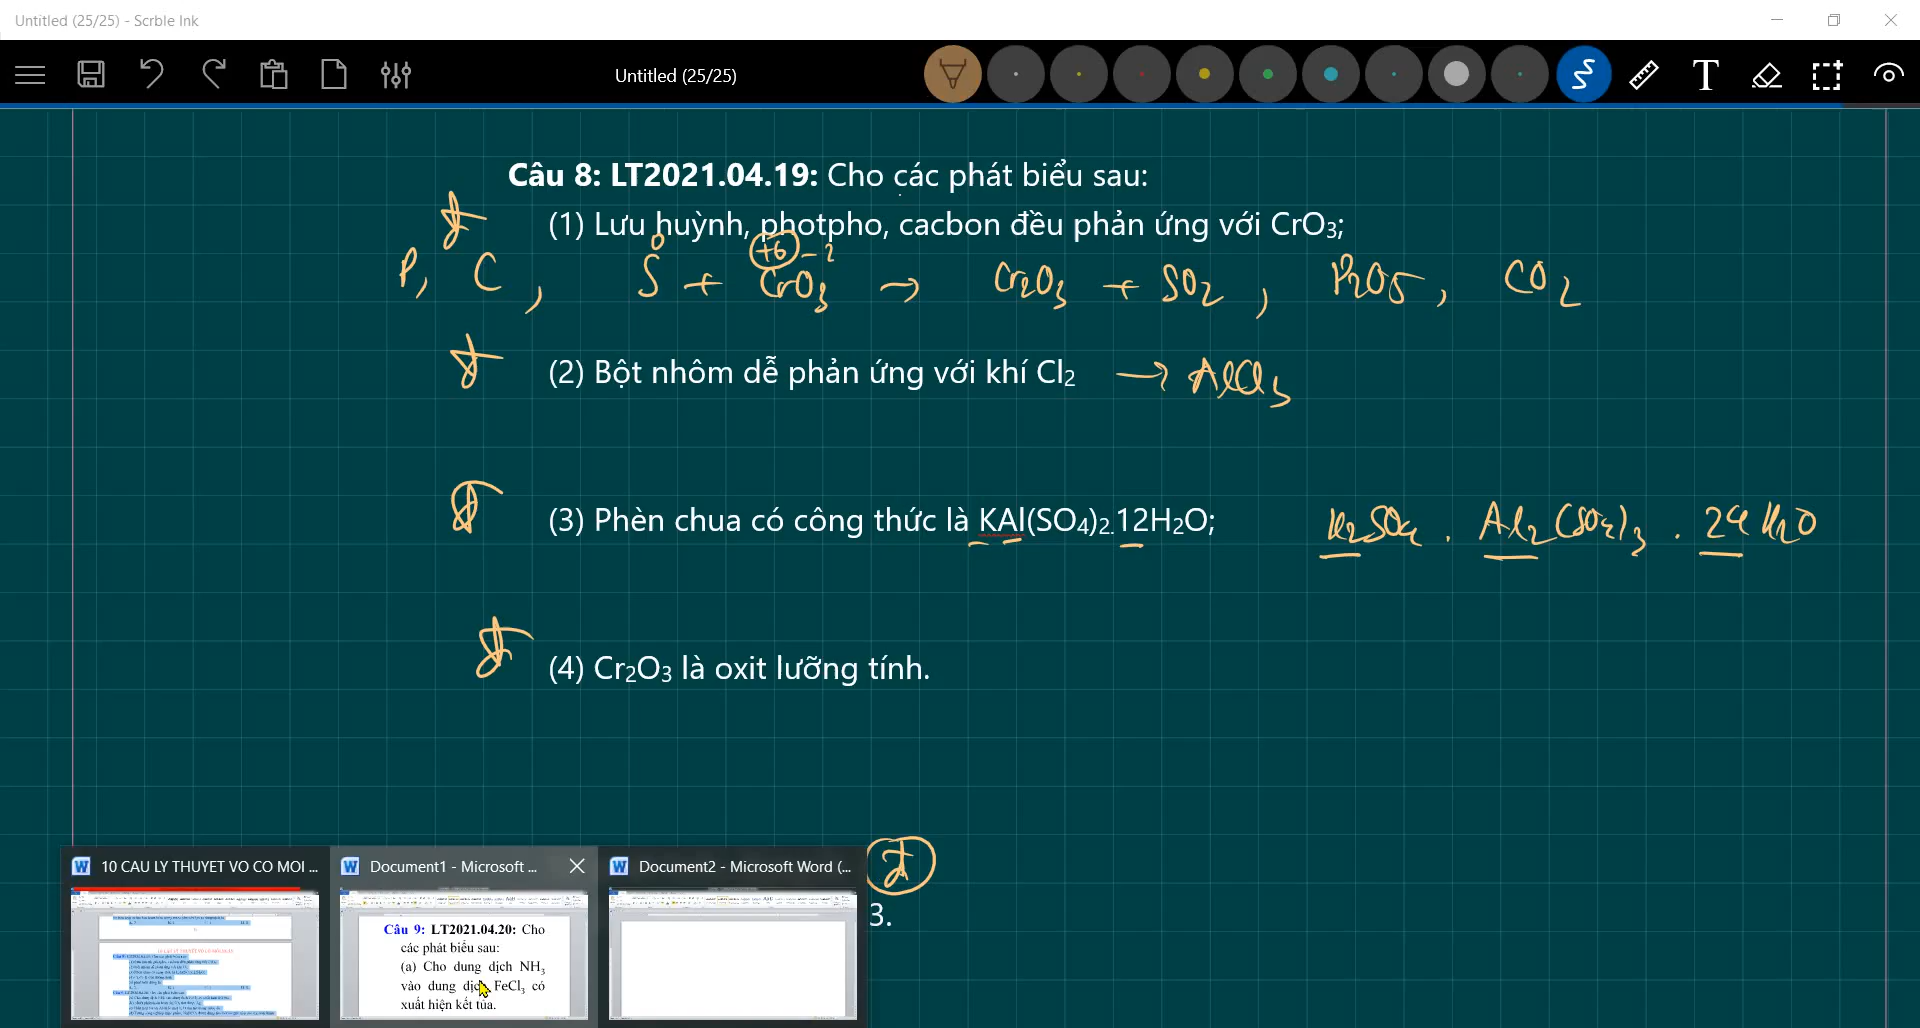 Untitled (25/25) - Scrble Ink
Untitled (25/25)
T
Câu 8: LT2021.04.19: Cho các phát biểu sau:
(1) Lưu huỳnh, photpho, cacbon đều phản ứng với CrO₃;
P, C, S⁰ + CrO₃ → Cr₂O₃ + SO₂, P₂O₅, CO₂
+6 -2
(2) Bột nhôm dễ phản ứng với khí Cl₂ → AlCl₃
(3) Phèn chua có công thức là KAl(SO₄)₂.12H₂O; K₂SO₄ . Al₂(SO₄)₃ . 24H₂O
(4) Cr₂O₃ là oxit lưỡng tính.
3.
10 CAU LY THUYET VO CO MOI ...
Document1 - Microsoft ...
Document2 - Microsoft Word (...
Câu 9: LT2021.04.20: Cho
các phát biểu sau:
(a) Cho dung dịch NH₃
vào dung dịch FeCl₃ có
xuất hiện kết tủa.